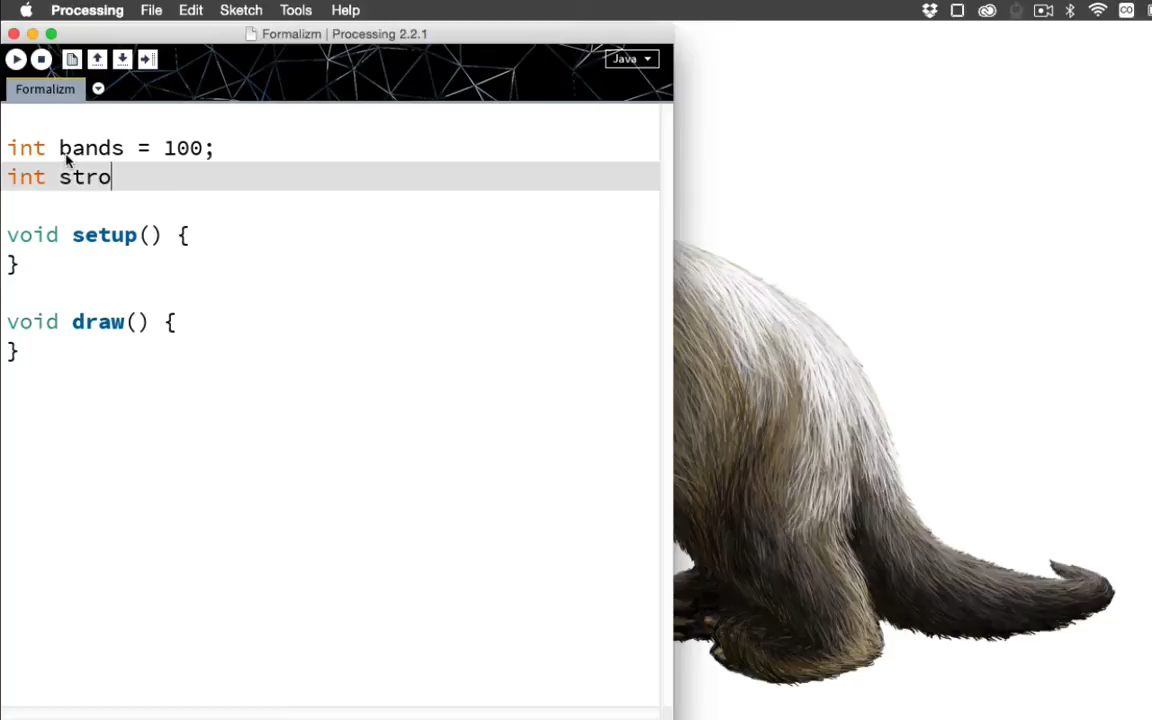 Processing File Edit Sketch Tools Help
Formalizm | Processing 2.2.1
Java
Formalizm
int bands = 100;
int stro
void setup() {
}
void draw() {
}